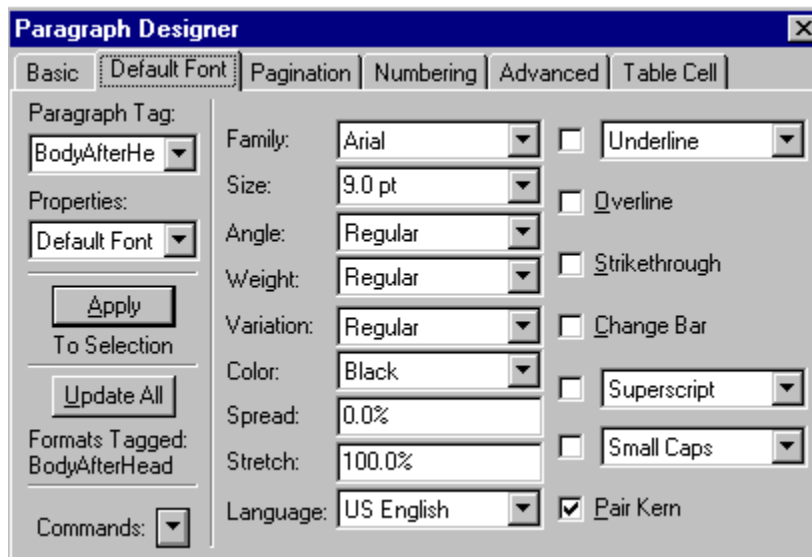 Paragraph Designer
Basic Default Font Pagination Numbering Advanced Table Cell
Paragraph Tag:
BodyAfterHe
Properties:
Default Font
Apply
To Selection
Update All
Formats Tagged:
BodyAfterHead
Commands:
Family: Arial
Size: 9.0 pt
Angle: Regular
Weight: Regular
Variation: Regular
Color: Black
Spread: 0.0%
Stretch: 100.0%
Language: US English
Underline
Overline
Strikethrough
Change Bar
Superscript
Small Caps
Pair Kern